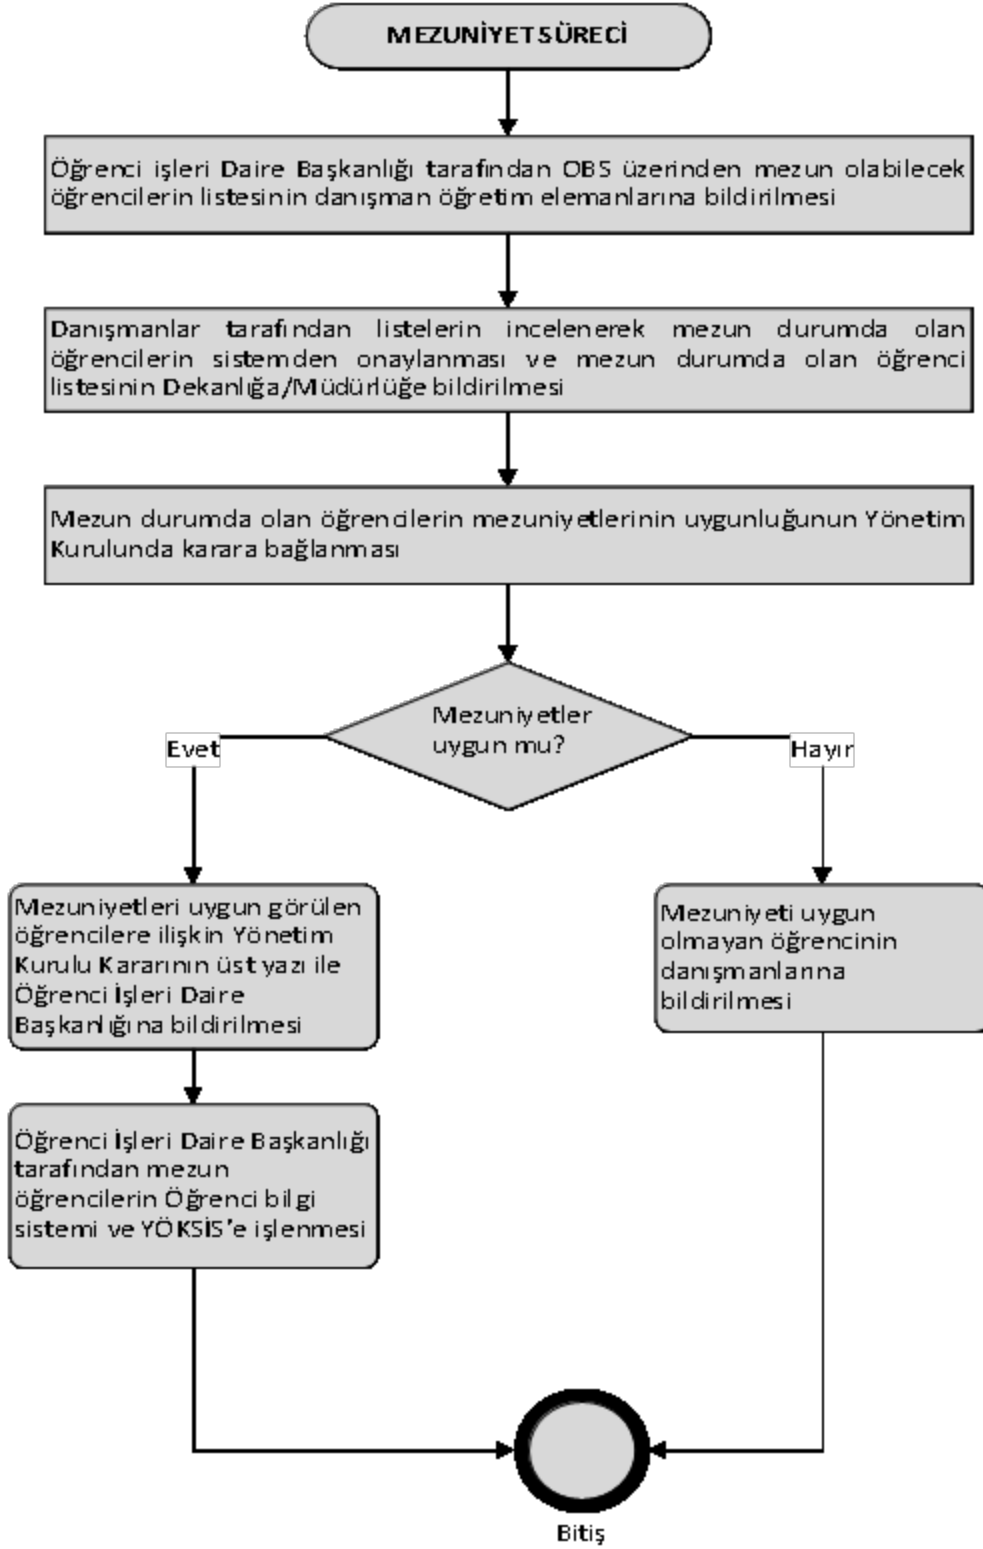 MEZUNİYET SÜRECİ
Öğrenci işleri Daire Başkanlığı tarafından OBS üzerinden mezun olabilecek
öğrencilerin listesinin danışman öğretim elemanlarına bildirilmesi
Danışmanlar tarafından listelerin incelenerek mezun durumda olan
öğrencilerin sistemden onaylanması ve mezun durumda olan öğrenci
listesinin Dekanlığa/Müdürlüğe bildirilmesi
Mezun durumda olan öğrencilerin mezuniyetlerinin uygunluğunun Yönetim
Kurulunda karara bağlanması
Mezuniyetler
uygun mu?
Evet
Hayır
Mezuniyetleri uygun görülen
öğrencilere ilişkin Yönetim
Kurulu Kararının üst yazı ile
Öğrenci İşleri Daire
Başkanlığına bildirilmesi
Mezuniyeti uygun
olmayan öğrencinin
danışmanlarına
bildirilmesi
Öğrenci İşleri Daire Başkanlığı
tarafından mezun
öğrencilerin Öğrenci bilgi
sistemi ve YÖKSİS'e işlenmesi
Bitiş